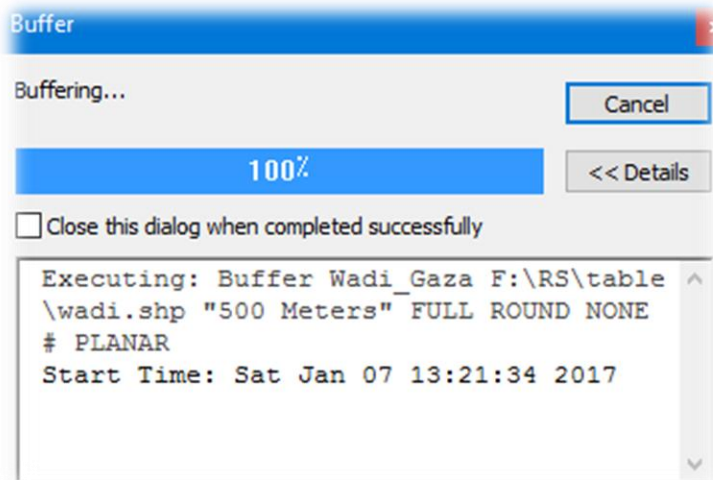 Buffer
Buffering...
Cancel
100%
<< Details
Close this dialog when completed successfully
Executing: Buffer Wadi_Gaza F:\RS\table
\wadi.shp "500 Meters" FULL ROUND NONE
# PLANAR
Start Time: Sat Jan 07 13:21:34 2017